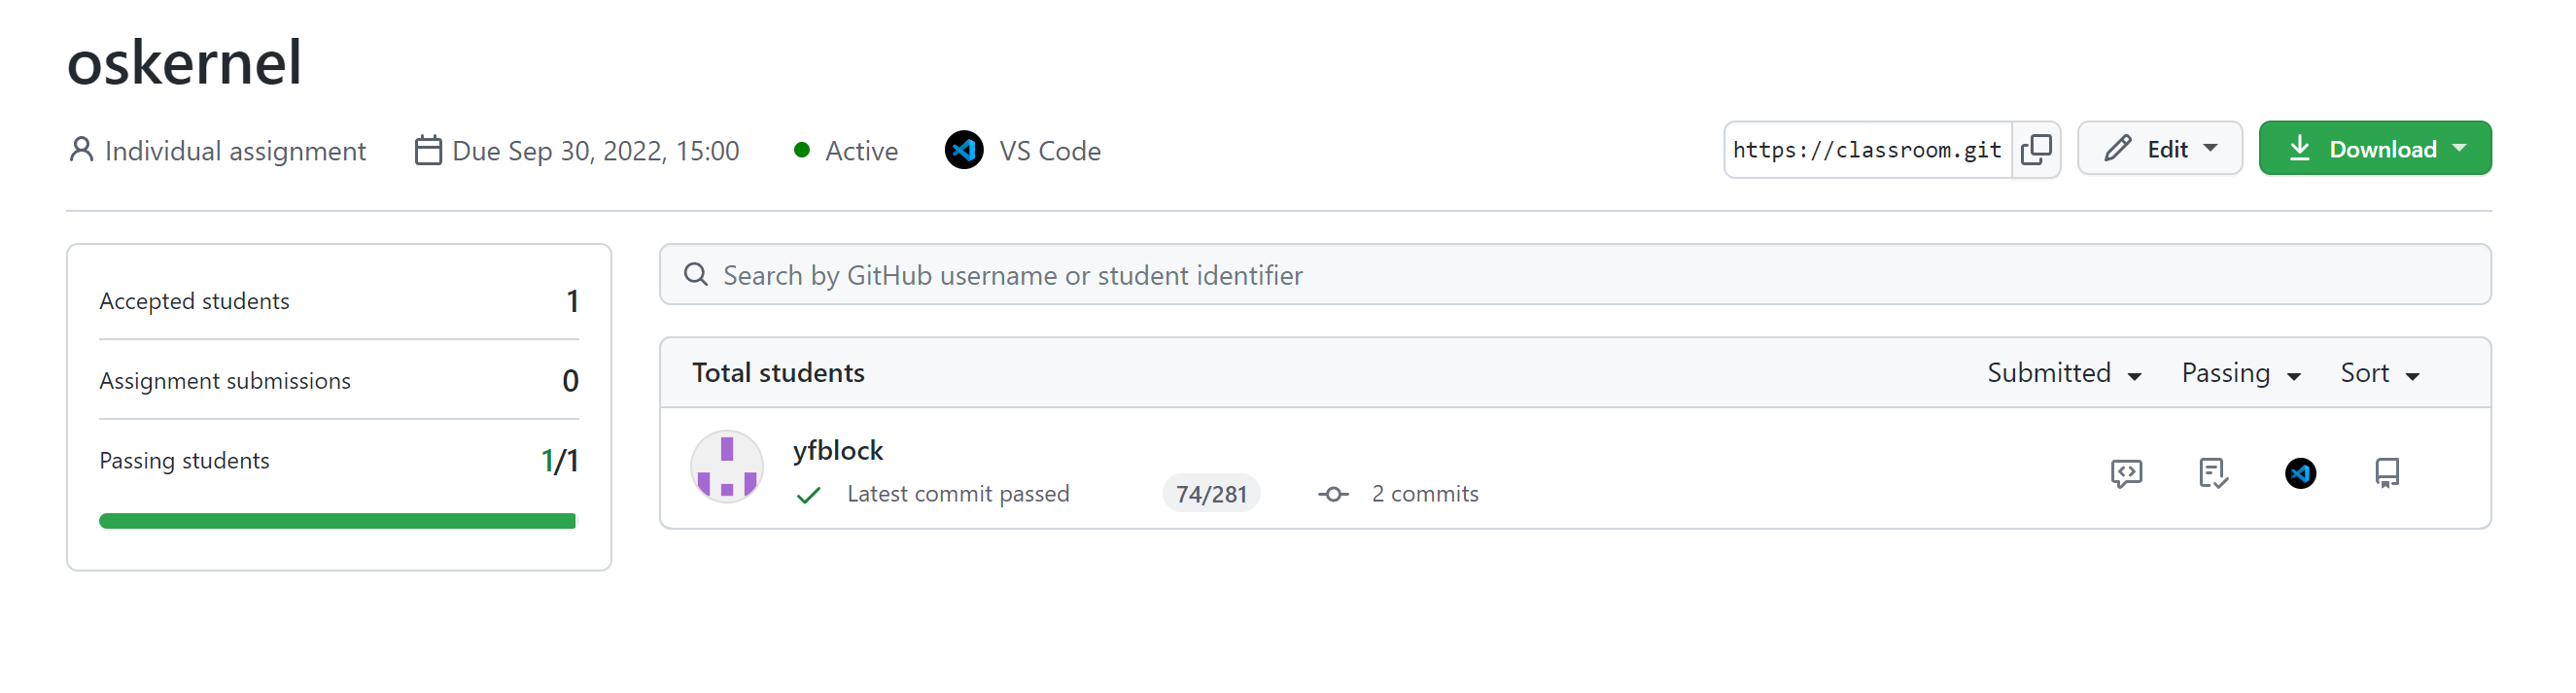 oskernel
Individual assignment Due Sep 30, 2022, 15:00 Active VS Code https://classroom.git Edit Download
Accepted students 1
Assignment submissions 0
Passing students 1/1
Search by GitHub username or student identifier
Total students Submitted Passing Sort
yfblock
Latest commit passed 74/281 2 commits